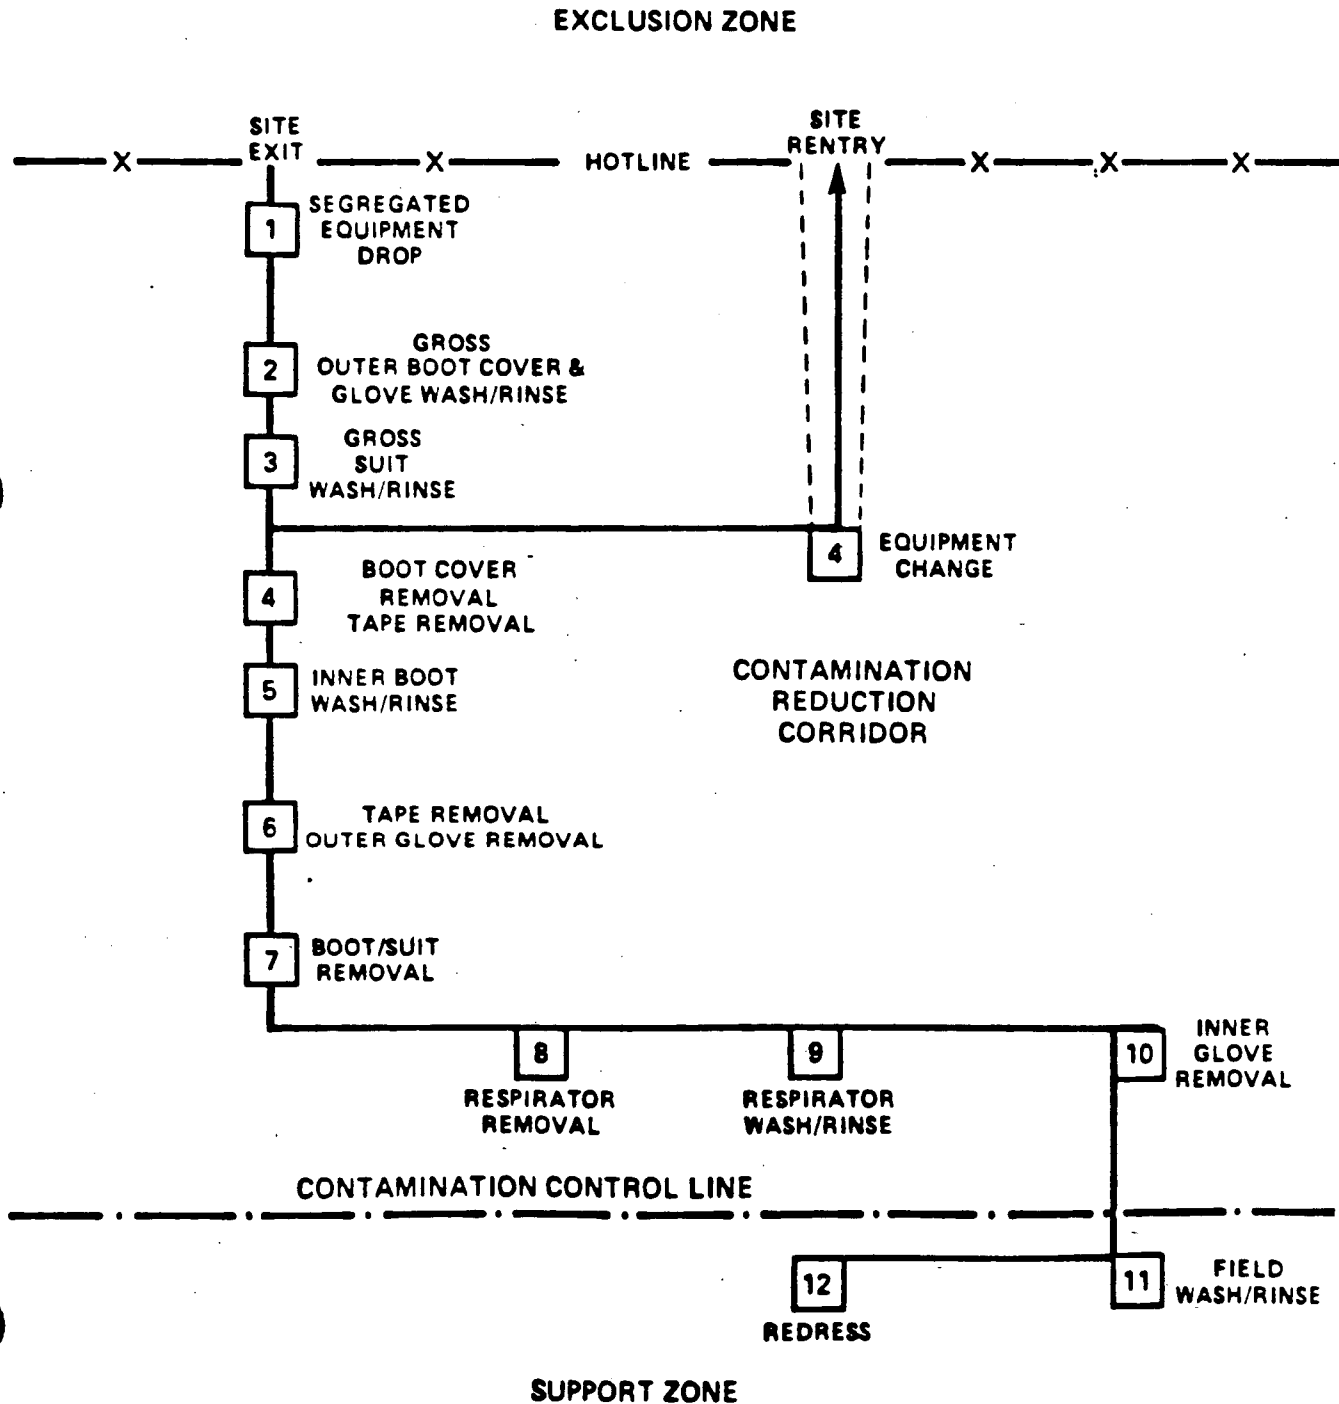 EXCLUSION ZONE
SITE
EXIT
HOTLINE
SITE
RENTRY
X
X
X
X
X
1
SEGREGATED
EQUIPMENT
DROP
2
GROSS
OUTER BOOT COVER &
GLOVE WASH/RINSE
3
GROSS
SUIT
WASH/RINSE
4
EQUIPMENT
CHANGE
4
BOOT COVER
REMOVAL
TAPE REMOVAL
5
INNER BOOT
WASH/RINSE
CONTAMINATION
REDUCTION
CORRIDOR
6
TAPE REMOVAL
OUTER GLOVE REMOVAL
7
BOOT/SUIT
REMOVAL
8
RESPIRATOR
REMOVAL
9
RESPIRATOR
WASH/RINSE
10
INNER
GLOVE
REMOVAL
CONTAMINATION CONTROL LINE
12
REDRESS
11
FIELD
WASH/RINSE
SUPPORT ZONE